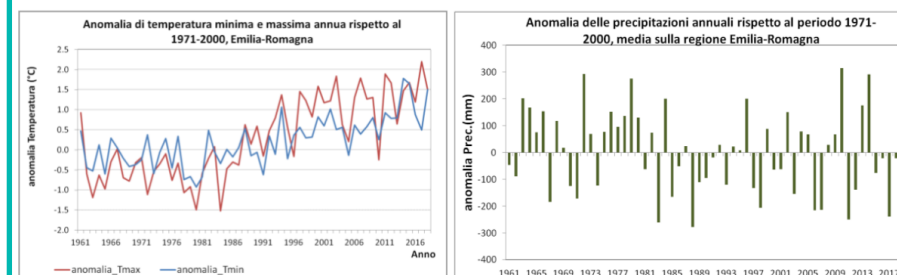 Anomalia di temperatura minima e massima annua rispetto al
1971-2000, Emilia-Romagna
anomalia Temperatura (°C)
2.5
2.0
1.5
1.0
0.5
0.0
-0.5
-1.0
-1.5
-2.0
1961 1966 1971 1976 1981 1986 1991 1996 2001 2006 2011 2016
Anno
anomalia_Tmax anomalia_Tmin
Anomalia delle precipitazioni annuali rispetto al periodo 1971-
2000, media sulla regione Emilia-Romagna
anomalia Prec.(mm)
400
300
200
100
0
-100
-200
-300
-400
1961 1965 1969 1973 1977 1981 1985 1989 1993 1997 2001 2005 2009 2013 2017